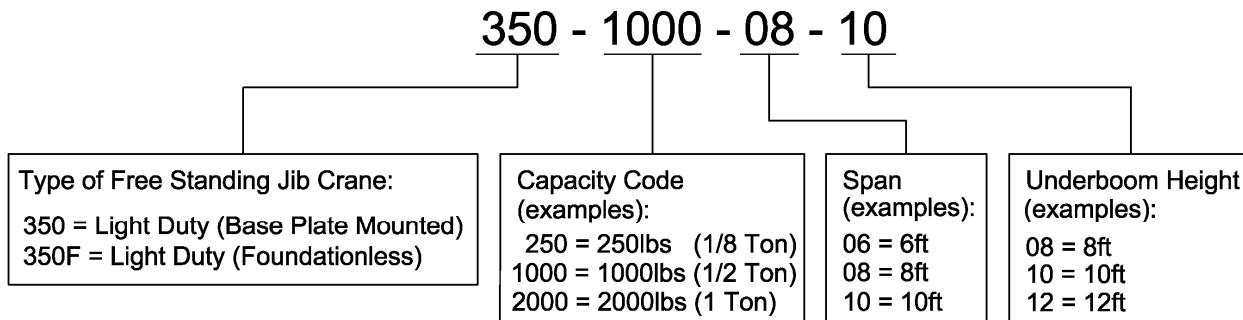 350 - 1000 - 08 - 10
Type of Free Standing Jib Crane:
350 = Light Duty (Base Plate Mounted)
350F = Light Duty (Foundationless)
Capacity Code
(examples):
250 = 250lbs (1/8 Ton)
1000 = 1000lbs (1/2 Ton)
2000 = 2000lbs (1 Ton)
Span
(examples):
06 = 6ft
08 = 8ft
10 = 10ft
Underboom Height
(examples):
08 = 8ft
10 = 10ft
12 = 12ft